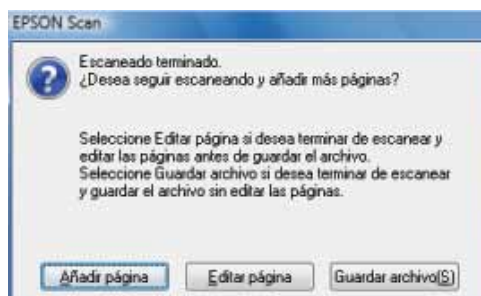 EPSON Scan
Escaneado terminado.
¿Desea seguir escaneando y añadir más páginas?
Seleccione Editar página si desea terminar de escanear y
editar las páginas antes de guardar el archivo.
Seleccione Guardar archivo si desea terminar de escanear
y guardar el archivo sin editar las páginas.
Añadir página
Editar página
Guardar archivo(S)